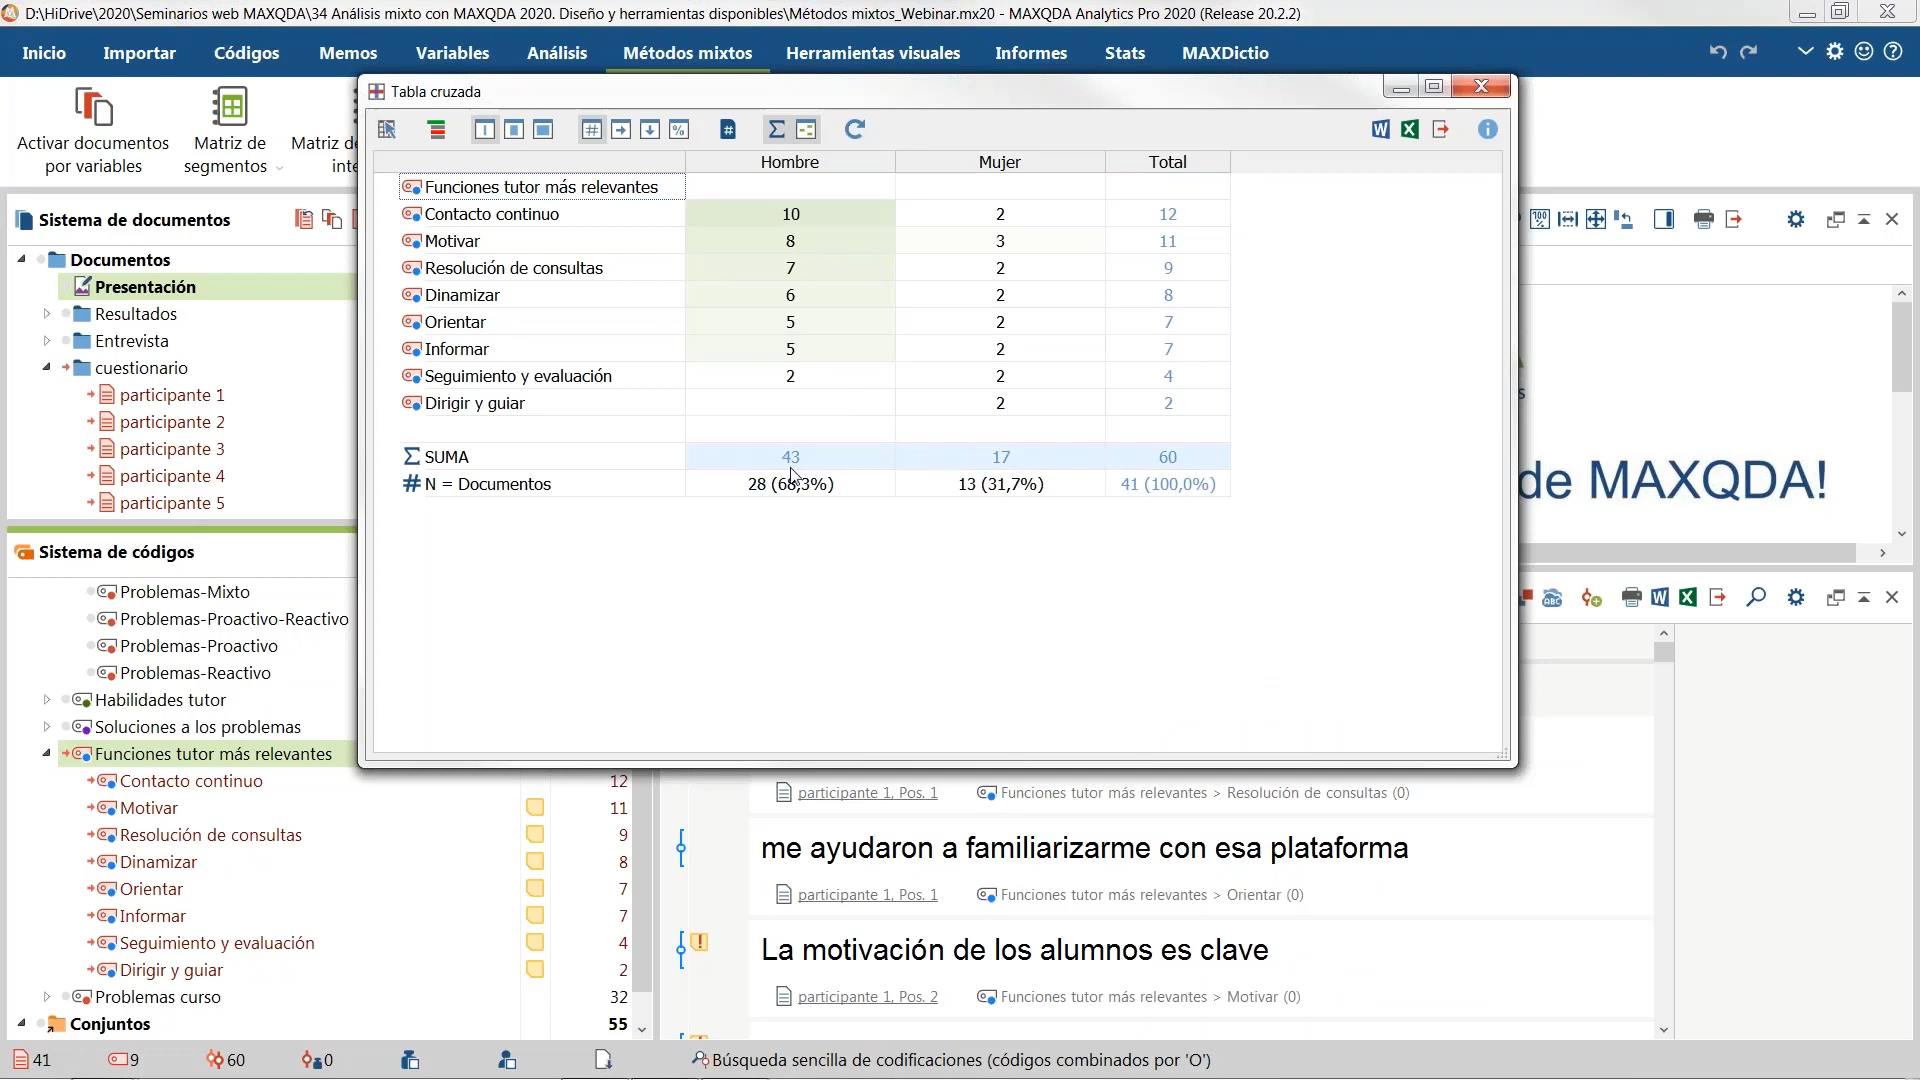 D:\HiDrive\2020\Seminarios web MAXQDA\34 Análisis mixto con MAXQDA 2020. Diseño y herramientas disponibles\Métodos mixtos_Webinar.mx20 - MAXQDA Analytics Pro 2020 (Release 20.2.2)
Inicio Importar Códigos Memos Variables Análisis Métodos mixtos Herramientas visuales Informes Stats MAXDictio
Activar documentos por variables
Matriz de segmentos
Matriz de
Tabla cruzada
Hombre Mujer Total
Funciones tutor más relevantes
Contacto continuo 10 2 12
Motivar 8 3 11
Resolución de consultas 7 2 9
Dinamizar 6 2 8
Orientar 5 2 7
Informar 5 2 7
Seguimiento y evaluación 2 2 4
Dirigir y guiar 2 2
SUMA 43 17 60
N = Documentos 28 (68,3%) 13 (31,7%) 41 (100,0%)
Sistema de documentos
Documentos
Presentación
Resultados
Entrevista
cuestionario
participante 1
participante 2
participante 3
participante 4
participante 5
de MAXQDA!
Sistema de códigos
Problemas-Mixto
Problemas-Proactivo-Reactivo
Problemas-Proactivo
Problemas-Reactivo
Habilidades tutor
Soluciones a los problemas
Funciones tutor más relevantes
Contacto continuo 12
Motivar 11
Resolución de consultas 9
Dinamizar 8
Orientar 7
Informar 7
Seguimiento y evaluación 4
Dirigir y guiar 2
Problemas curso 32
Conjuntos 55
participante 1, Pos. 1 Funciones tutor más relevantes > Resolución de consultas (0)
me ayudaron a familiarizarme con esa plataforma
participante 1, Pos. 1 Funciones tutor más relevantes > Orientar (0)
La motivación de los alumnos es clave
participante 1, Pos. 2 Funciones tutor más relevantes > Motivar (0)
41 9 60 0 Búsqueda sencilla de codificaciones (códigos combinados por 'O')